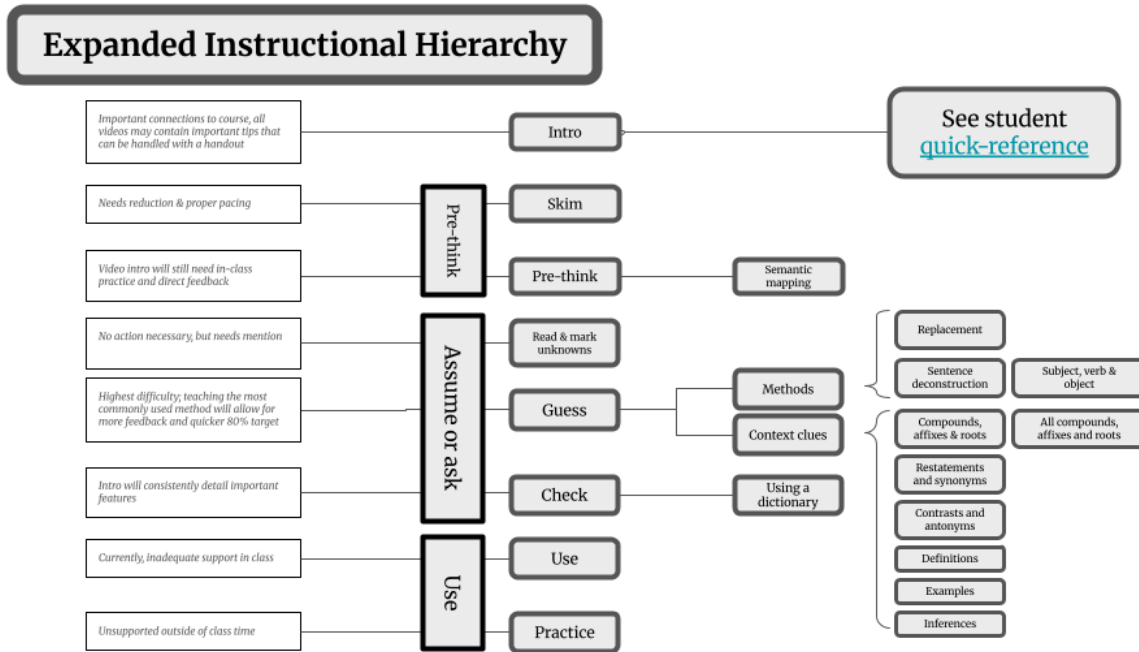 Expanded Instructional Hierarchy
Important connections to course, all
videos may contain important tips that
can be handled with a handout
Intro
See student
quick-reference
Needs reduction & proper pacing
Pre-think
Skim
Video intro will still need in-class
practice and direct feedback
Pre-think
Semantic
mapping
No action necessary, but needs mention
Assume or ask
Read & mark
unknowns
Highest difficulty; teaching the most
commonly used method will allow for
more feedback and quicker 80% target
Guess
Methods
Replacement
Sentence
deconstruction
Subject, verb &
object
Context clues
Compounds,
affixes & roots
All compounds,
affixes and roots
Restatements
and synonyms
Contrasts and
antonyms
Definitions
Examples
Inferences
Intro will consistently detail important
features
Check
Using a
dictionary
Currently, inadequate support in class
Use
Use
Unsupported outside of class time
Practice